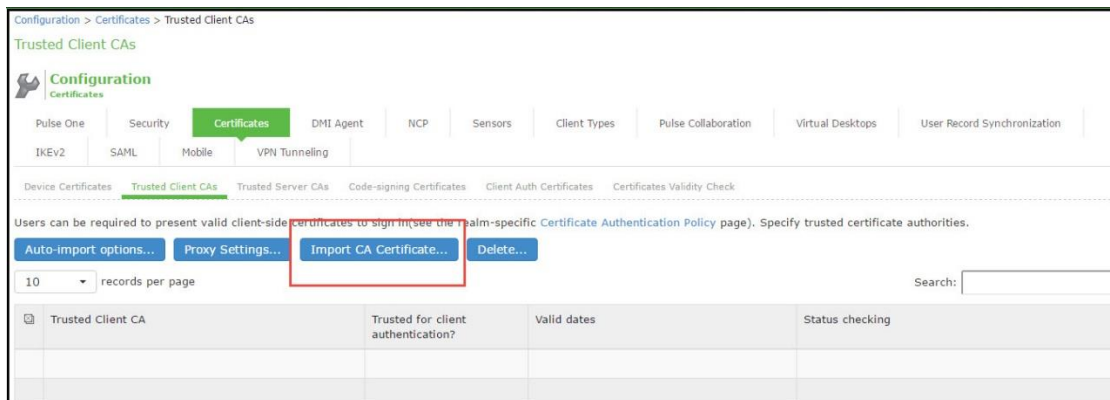 Configuration > Certificates > Trusted Client CAs
Trusted Client CAs
Configuration
Certificates
Pulse One Security Certificates DMI Agent NCP Sensors Client Types Pulse Collaboration Virtual Desktops User Record Synchronization
IKEv2 SAML Mobile VPN Tunneling
Device Certificates Trusted Client CAs Trusted Server CAs Code-signing Certificates Client Auth Certificates Certificates Validity Check
Users can be required to present valid client-side certificates to sign in(see the realm-specific Certificate Authentication Policy page). Specify trusted certificate authorities.
Auto-import options... Proxy Settings... Import CA Certificate... Delete...
10 records per page Search:
Trusted Client CA Trusted for client Valid dates Status checking
authentication?